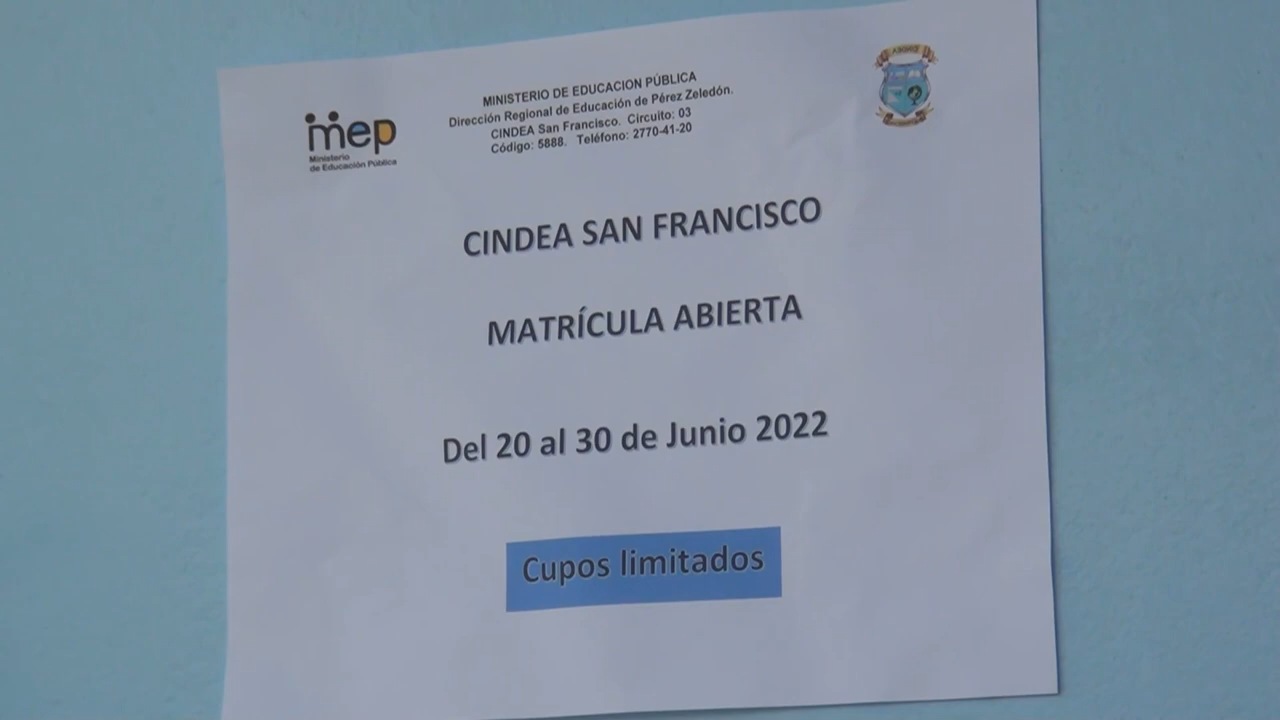 mep
Ministerio
de Educación Pública
MINISTERIO DE EDUCACION PÚBLICA
Dirección Regional de Educación de Pérez Zeledón.
CINDEA San Francisco. Circuito: 03
Código: 5888. Teléfono: 2770-41-20
CINDEA SAN FRANCISCO
MATRÍCULA ABIERTA
Del 20 al 30 de Junio 2022
Cupos limitados